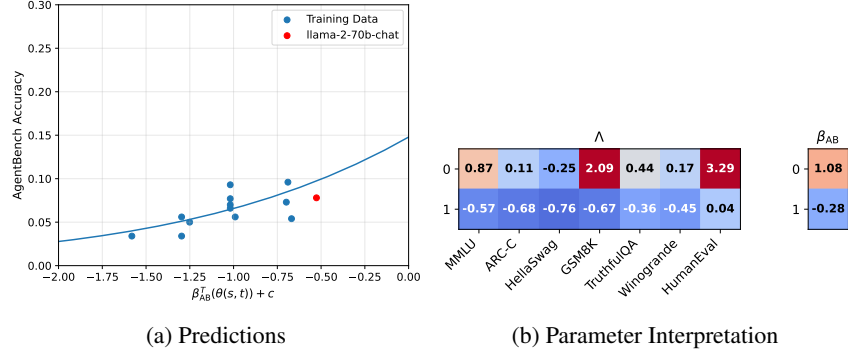 0.30
0.25
0.20
0.15
0.10
0.05
0.00
AgentBench Accuracy
Training Data
llama-2-70b-chat
−2.00 −1.75 −1.50 −1.25 −1.00 −0.75 −0.50 −0.25 0.00
β_AB^T(θ(s, t)) + c
(a) Predictions
Λ
0 0.87 0.11 -0.25 2.09 0.44 0.17 3.29
1 -0.57 -0.68 -0.76 -0.67 -0.36 -0.45 0.04
MMLU ARC-C HellaSwag GSM8K TruthfulQA Winogrande HumanEval
β_AB
0 1.08
1 -0.28
(b) Parameter Interpretation